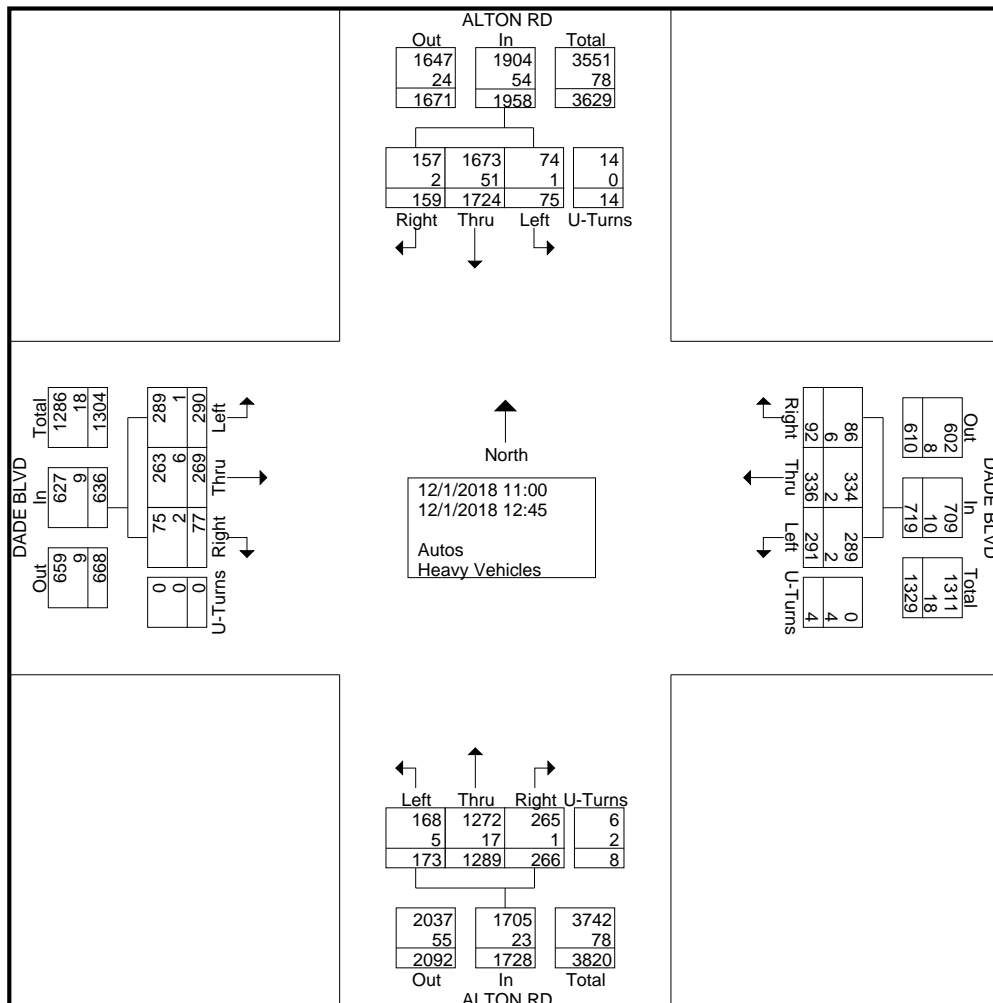 ALTON RD
Out In Total
1647 1904 3551
24 54 78
1671 1958 3629
157 1673 74 14
2 51 1 0
159 1724 75 14
Right Thru Left U-Turns
DADE BLVD
Total In Out
1286 627 659
18 9 9
1304 636 668
289 263 75 0
1 6 2 0
290 269 77 0
Left Thru Right U-Turns
North
12/1/2018 11:00
12/1/2018 12:45
Autos
Heavy Vehicles
Right Thru Left U-Turns
86 334 289 0
6 2 2 4
92 336 291 4
DADE BLVD
Out In Total
602 709 1311
8 10 18
610 719 1329
Left Thru Right U-Turns
168 1272 265 6
5 17 1 2
173 1289 266 8
2037 1705 3742
55 23 78
2092 1728 3820
Out In Total
ALTON RD